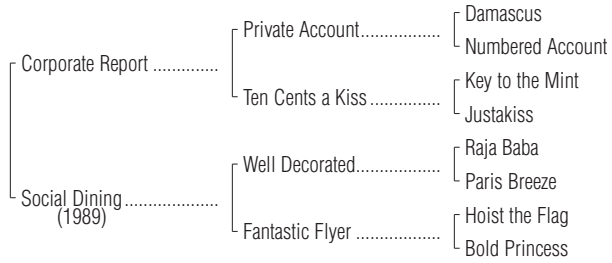 Damascus
Private Account..................
Numbered Account
Corporate Report ...............
Key to the Mint
Ten Cents a Kiss ................
Justakiss
Raja Baba
Well Decorated...................
Paris Breeze
Social Dining.....................
(1989)
Hoist the Flag
Fantastic Flyer ...................
Bold Princess